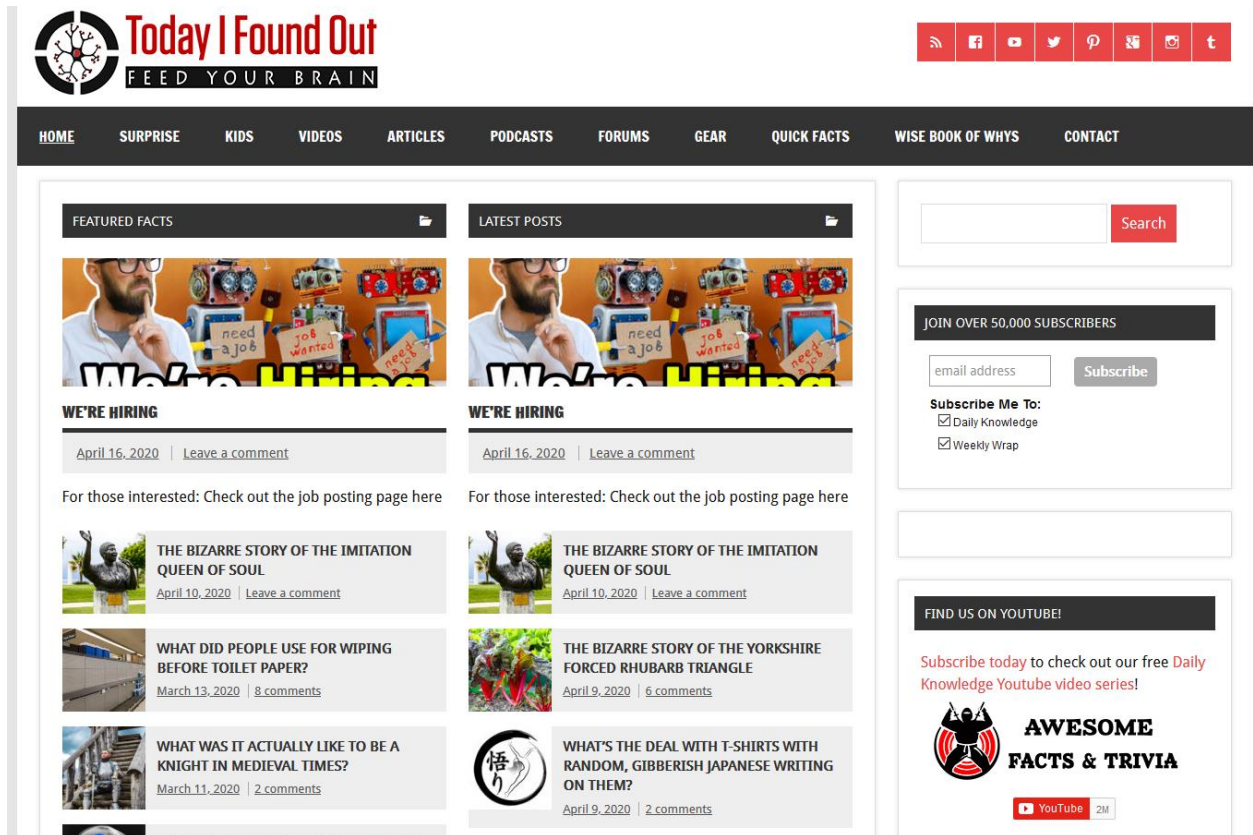 Today I Found Out
FEED YOUR BRAIN
HOME SURPRISE KIDS VIDEOS ARTICLES PODCASTS FORUMS GEAR QUICK FACTS WISE BOOK OF WHYS CONTACT
FEATURED FACTS
need
a job
job
wanted
need
a job
We're Hiring
WE'RE HIRING
April 16, 2020 | Leave a comment
For those interested: Check out the job posting page here
THE BIZARRE STORY OF THE IMITATION
QUEEN OF SOUL
April 10, 2020 | Leave a comment
WHAT DID PEOPLE USE FOR WIPING
BEFORE TOILET PAPER?
March 13, 2020 | 8 comments
WHAT WAS IT ACTUALLY LIKE TO BE A
KNIGHT IN MEDIEVAL TIMES?
March 11, 2020 | 2 comments
LATEST POSTS
need
a job
job
wanted
need
a job
We're Hiring
WE'RE HIRING
April 16, 2020 | Leave a comment
For those interested: Check out the job posting page here
THE BIZARRE STORY OF THE IMITATION
QUEEN OF SOUL
April 10, 2020 | Leave a comment
THE BIZARRE STORY OF THE YORKSHIRE
FORCED RHUBARB TRIANGLE
April 9, 2020 | 6 comments
悟り
WHAT'S THE DEAL WITH T-SHIRTS WITH
RANDOM, GIBBERISH JAPANESE WRITING
ON THEM?
April 9, 2020 | 2 comments
Search
JOIN OVER 50,000 SUBSCRIBERS
email address Subscribe
Subscribe Me To:
Daily Knowledge
Weekly Wrap
FIND US ON YOUTUBE!
Subscribe today to check out our free Daily
Knowledge Youtube video series!
AWESOME
FACTS & TRIVIA
YouTube 2M